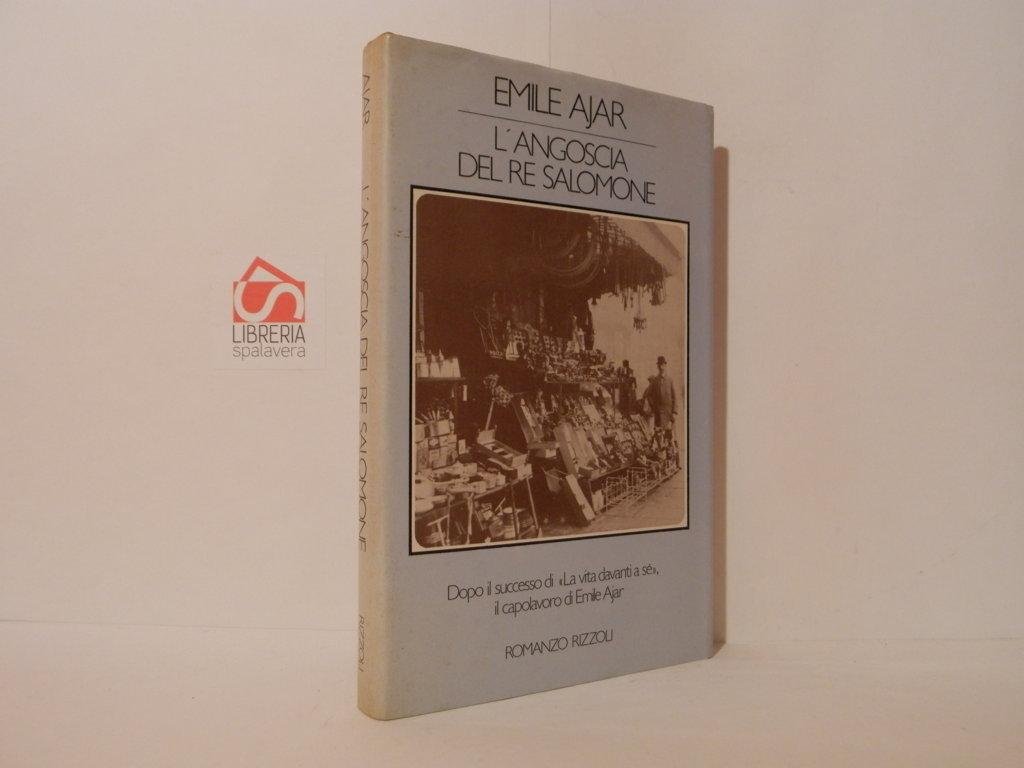 EMILE AJAR
L'ANGOSCIA
DEL RE SALOMONE
Dopo il successo di «La vita davanti a sé»,
il capolavoro di Emile Ajar
ROMANZO RIZZOLI
AJAR L'ANGOSCIA DEL RE SALOMONE RIZZOLI
LIBRERIA
spalavera